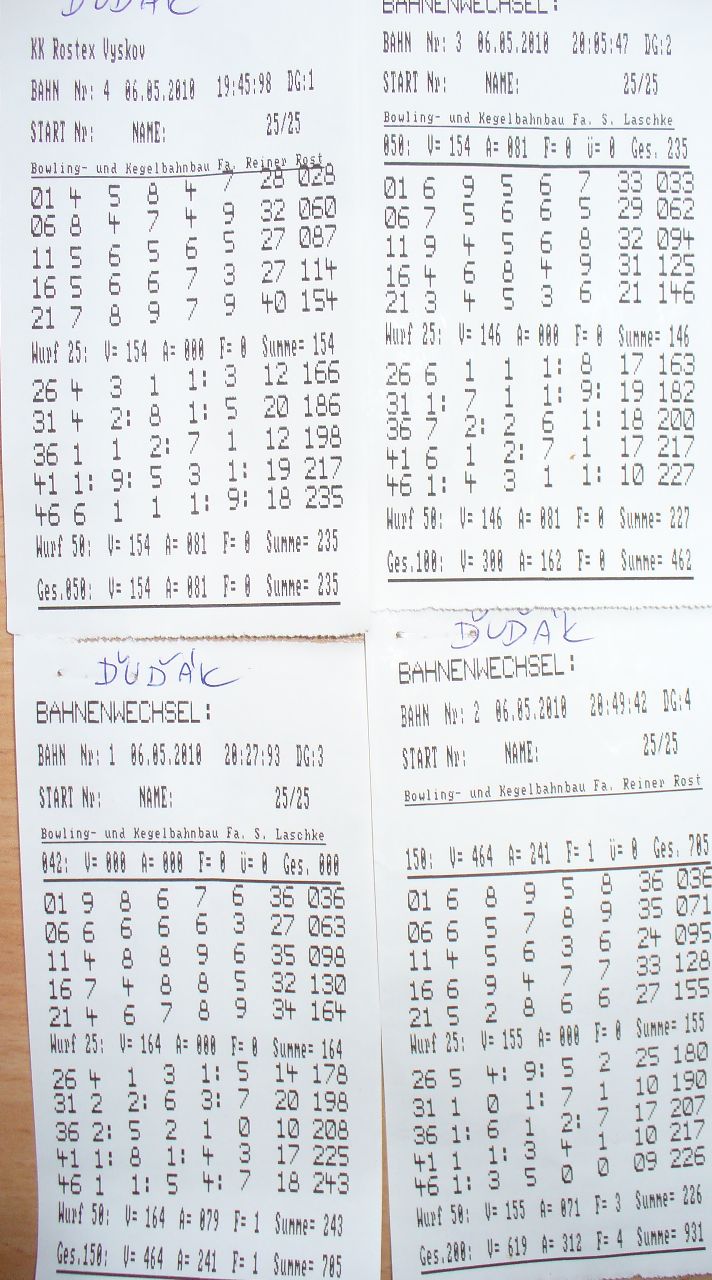 ĎUĎÁK
KK Rostex Vyskov
BAHN Nr: 4 06.05.2010 19:45:98 DG:1
START Nr: NAME: 25/25
Bowling- und Kegelbahnbau Fa. Reiner Rost
01 4 5 8 4 7 28 028
06 8 4 7 4 9 32 060
11 5 6 5 6 5 27 087
16 5 6 6 7 3 27 114
21 7 8 9 7 9 40 154
Wurf 25: V= 154 A= 000 F= 0 Summe= 154
26 4 3 1 1: 3 12 166
31 4 2: 8 1: 5 20 186
36 1 1 2: 7 1 12 198
41 1: 9: 5 3 1: 19 217
46 6 1 1 1: 9: 18 235
Wurf 50: V= 154 A= 081 F= 0 Summe= 235
Ges.050: V= 154 A= 081 F= 0 Summe= 235
BAHNENWECHSEL:
BAHN Nr: 3 06.05.2010 20:05:47 DG:2
START Nr: NAME: 25/25
Bowling- und Kegelbahnbau Fa. S. Laschke
050: V= 154 A= 081 F= 0 Ü= 0 Ges. 235
01 6 9 5 6 7 33 033
06 7 5 6 6 5 29 062
11 9 4 5 6 8 32 094
16 4 6 8 4 9 31 125
21 3 4 5 3 6 21 146
Wurf 25: V= 146 A= 000 F= 0 Summe= 146
26 6 1 1 1: 8 17 163
31 1: 7 1 1: 9: 19 182
36 7 2: 2 6 1: 18 200
41 6 1 2: 7 1 17 217
46 1: 4 3 1 1: 10 227
Wurf 50: V= 146 A= 081 F= 0 Summe= 227
Ges.100: V= 300 A= 162 F= 0 Summe= 462
ĎUĎÁK
BAHNENWECHSEL:
BAHN Nr: 1 06.05.2010 20:27:93 DG:3
START Nr: NAME: 25/25
Bowling- und Kegelbahnbau Fa. S. Laschke
042: V= 000 A= 000 F= 0 Ü= 0 Ges. 000
01 9 8 6 7 6 36 036
06 6 6 6 6 3 27 063
11 4 8 8 9 6 35 098
16 7 4 8 8 5 32 130
21 4 6 7 8 9 34 164
Wurf 25: V= 164 A= 000 F= 0 Summe= 164
26 4 1 3 1: 5 14 178
31 2 2: 6 3: 7 20 198
36 2: 5 2 1 0 10 208
41 1: 8 1: 4 3 17 225
46 1 1: 5 4: 7 18 243
Wurf 50: V= 164 A= 079 F= 1 Summe= 243
Ges.150: V= 464 A= 241 F= 1 Summe= 705
ĎUĎÁK
BAHNENWECHSEL:
BAHN Nr: 2 06.05.2010 20:49:42 DG:4
START Nr: NAME: 25/25
Bowling- und Kegelbahnbau Fa. Reiner Rost
150: V= 464 A= 241 F= 1 Ü= 0 Ges. 705
01 6 8 9 5 8 36 036
06 6 5 7 8 9 35 071
11 4 5 6 3 6 24 095
16 6 9 4 7 7 33 128
21 5 2 8 6 6 27 155
Wurf 25: V= 155 A= 000 F= 0 Summe= 155
26 5 4: 9: 5 2 25 180
31 1 0 1: 7 1 10 190
36 1: 6 1 2: 7 17 207
41 1 1: 3 4 1 10 217
46 1: 3 5 0 0 09 226
Wurf 50: V= 155 A= 071 F= 3 Summe= 226
Ges.200: V= 619 A= 312 F= 4 Summe= 931